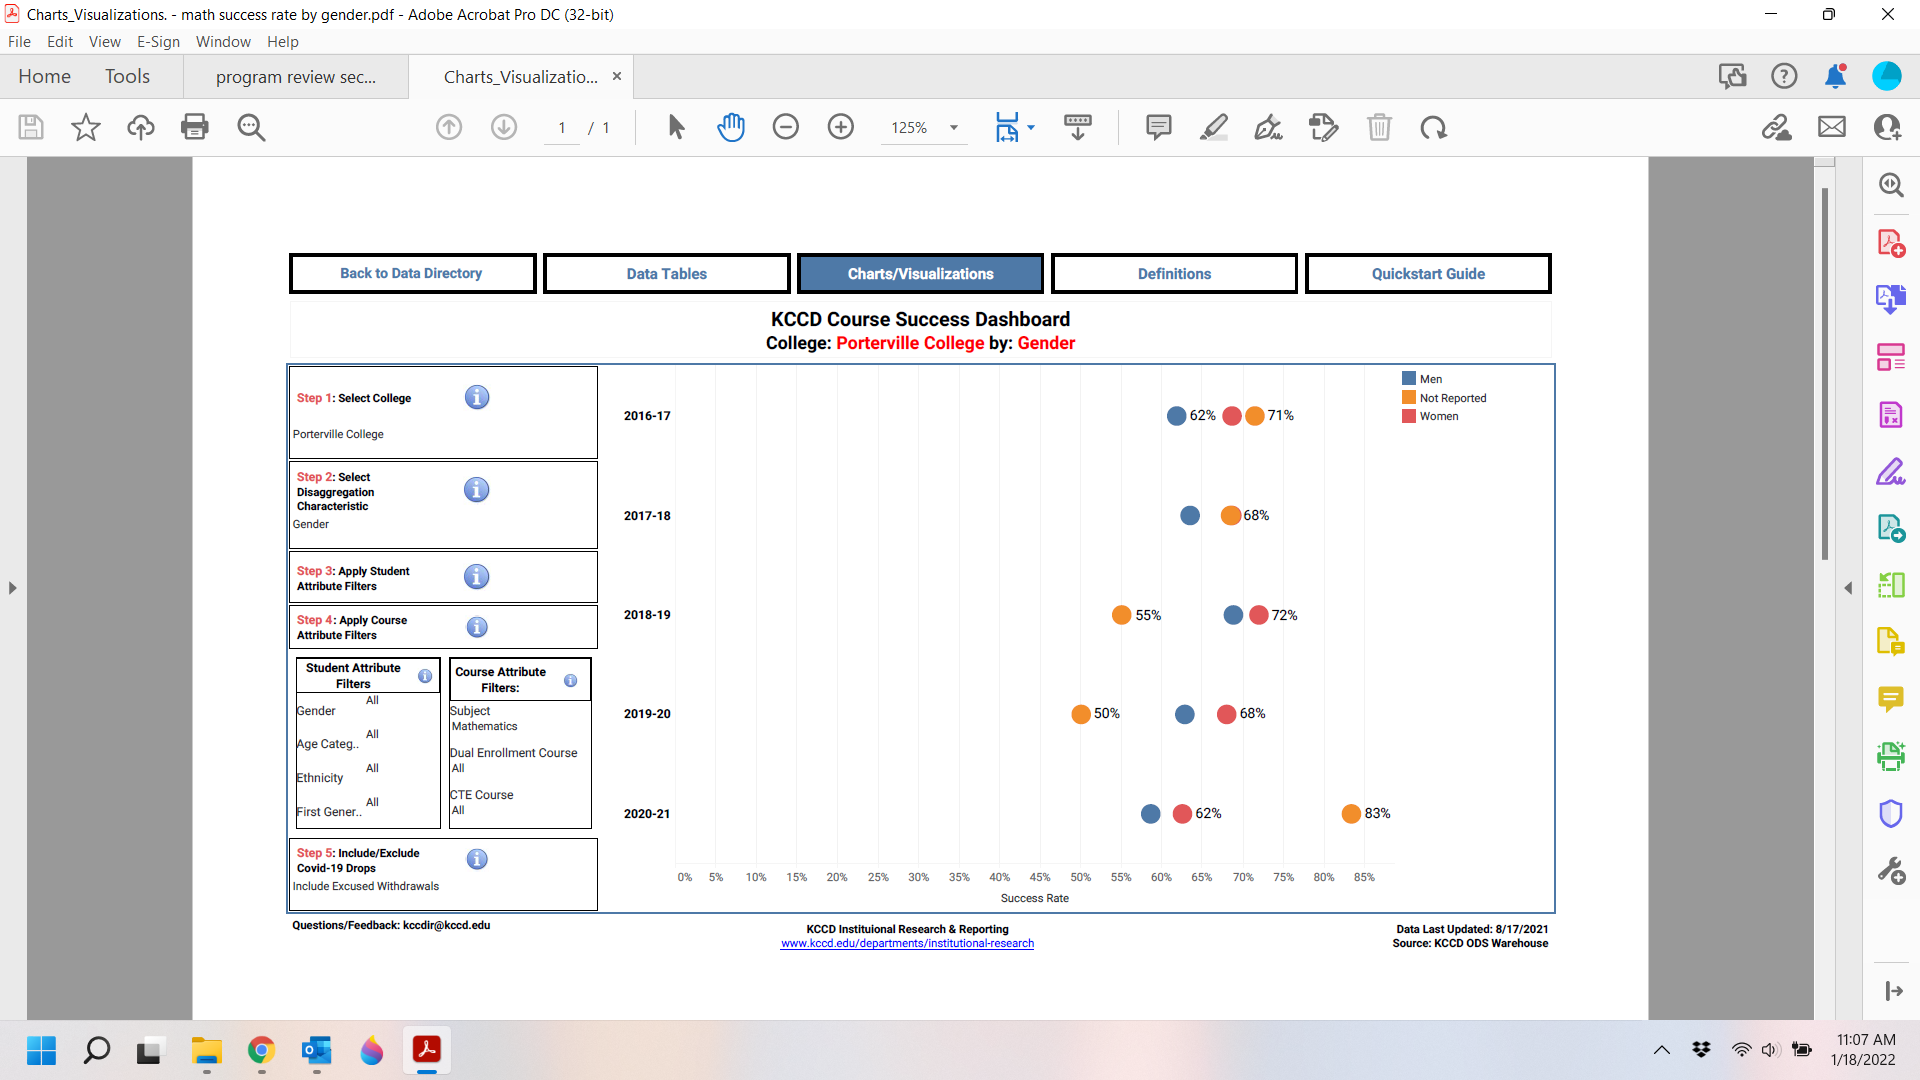 Charts_Visualizations. - math success rate by gender.pdf - Adobe Acrobat Pro DC (32-bit)
File Edit View E-Sign Window Help
Home Tools program review sec... Charts_Visualizatio... ×
1 / 1 125%
Back to Data Directory Data Tables Charts/Visualizations Definitions Quickstart Guide
KCCD Course Success Dashboard
College: Porterville College by: Gender
Step 1: Select College
Porterville College
Step 2: Select
Disaggregation
Characteristic
Gender
Step 3: Apply Student
Attribute Filters
Step 4: Apply Course
Attribute Filters
Student Attribute
Filters
All
Gender
All
Age Categ..
All
Ethnicity
All
First Gener..
Course Attribute
Filters:
Subject
Mathematics
Dual Enrollment Course
All
CTE Course
All
Step 5: Include/Exclude
Covid-19 Drops
Include Excused Withdrawals
Men
Not Reported
Women
2016-17 62% 71%
2017-18 68%
2018-19 55% 72%
2019-20 50% 68%
2020-21 62% 83%
0% 5% 10% 15% 20% 25% 30% 35% 40% 45% 50% 55% 60% 65% 70% 75% 80% 85%
Success Rate
Questions/Feedback: kccdir@kccd.edu
KCCD Instituional Research & Reporting
www.kccd.edu/departments/institutional-research
Data Last Updated: 8/17/2021
Source: KCCD ODS Warehouse
11:07 AM
1/18/2022